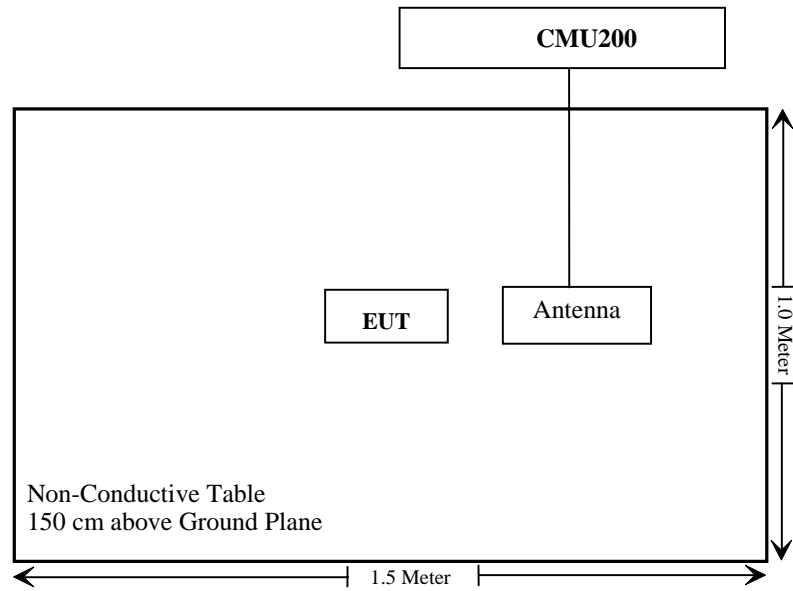 CMU200
EUT
Antenna
1.0 Meter
Non-Conductive Table
150 cm above Ground Plane
1.5 Meter